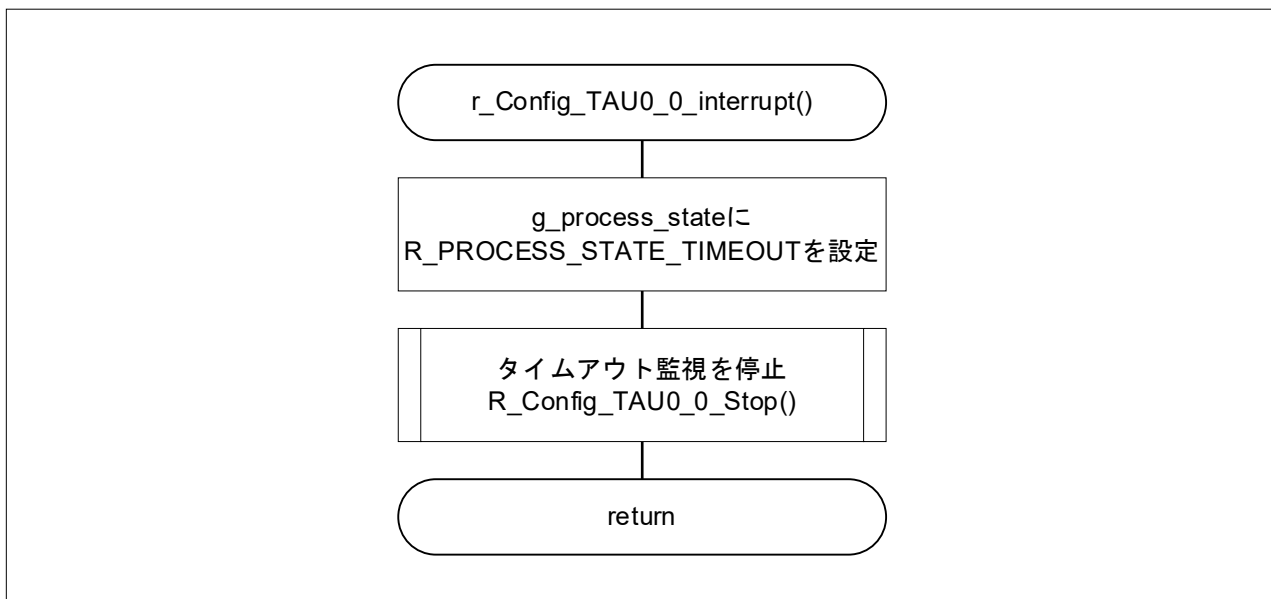 r_Config_TAU0_0_interrupt()
g_process_stateに
R_PROCESS_STATE_TIMEOUTを設定
タイムアウト監視を停止
R_Config_TAU0_0_Stop()
return